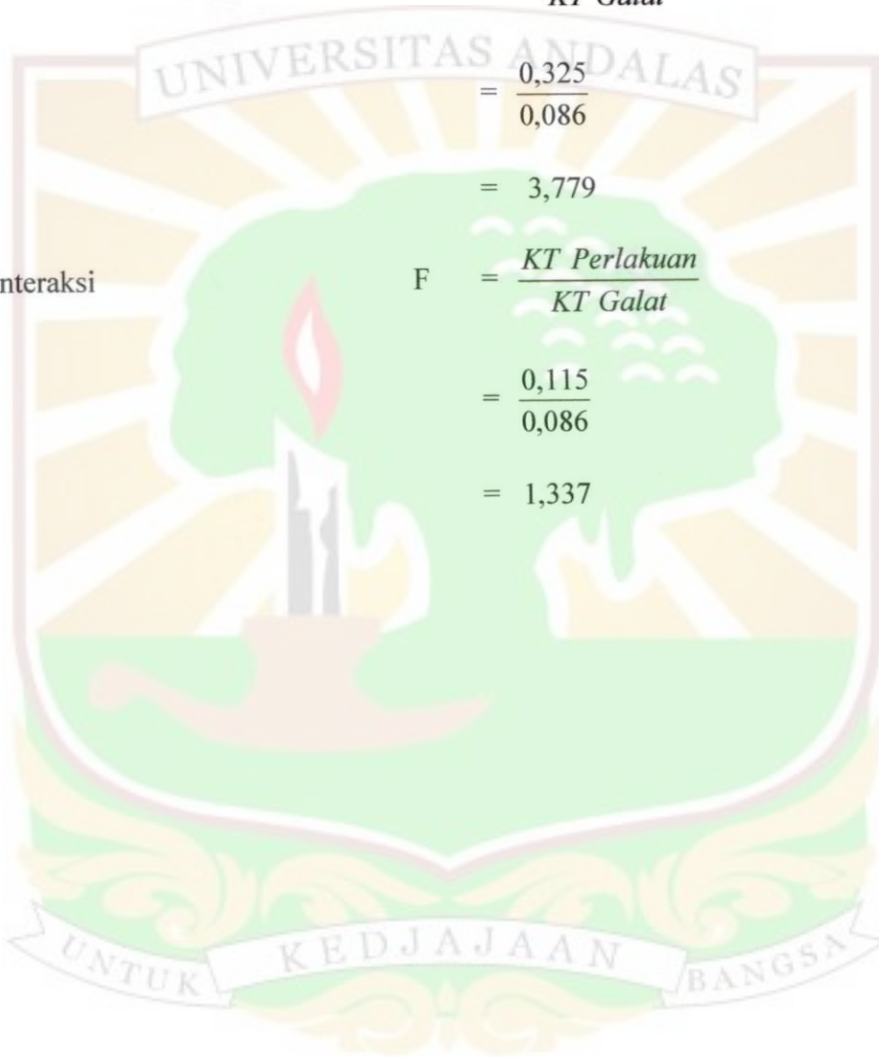 KT Galat
UNIVERSITAS ANDALAS
= 0,325 / 0,086
= 3,779
nteraksi F = KT Perlakuan / KT Galat
= 0,115 / 0,086
= 1,337
UNTUK KEDJAJAAN BANGSA